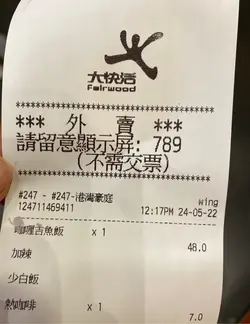 大快活
Fairwood
*** 外 賣 ***
請留意顯示屏: 789
(不需交票)
#247 - #247-港灣豪庭
wing
124711469411 12:17PM 24-05-22
咖喱吉魚飯 x 1
48.0
加辣
少白飯
熱咖啡 x 1
7.0